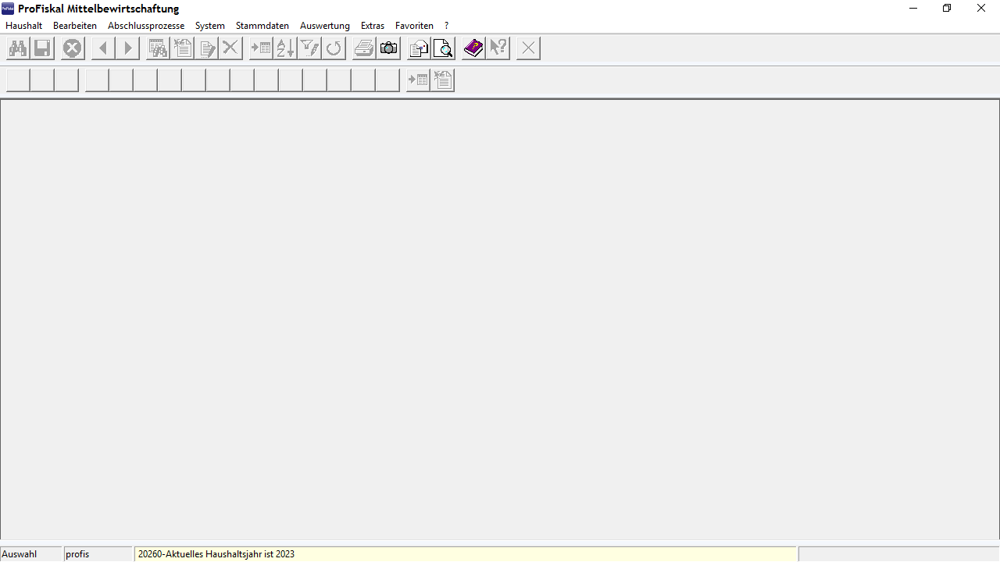 ProFiskal Mittelbewirtschaftung
Haushalt Bearbeiten Abschlussprozesse System Stammdaten Auswertung Extras Favoriten ?
Auswahl profis 20260-Aktuelles Haushaltsjahr ist 2023